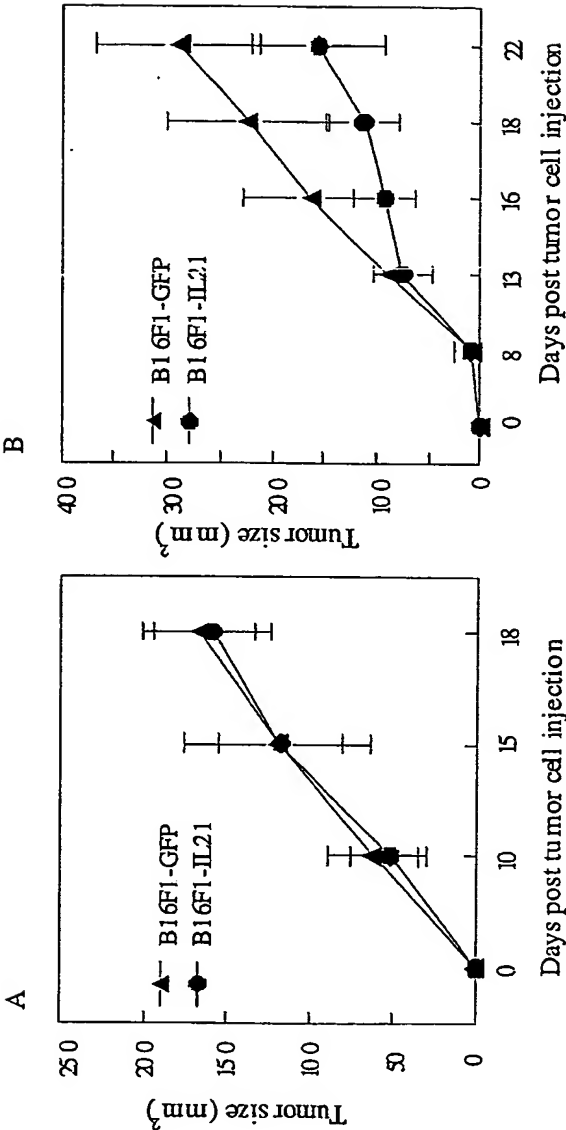 A
Tumor size (mm²)
250
200
150
100
50
0
B16F1-GFP
B16F1-IL21
0 10 15 18
Days post tumor cell injection
B
Tumor size (mm²)
400
300
200
100
0
B16F1-GFP
B16F1-IL21
0 8 13 16 18 22
Days post tumor cell injection